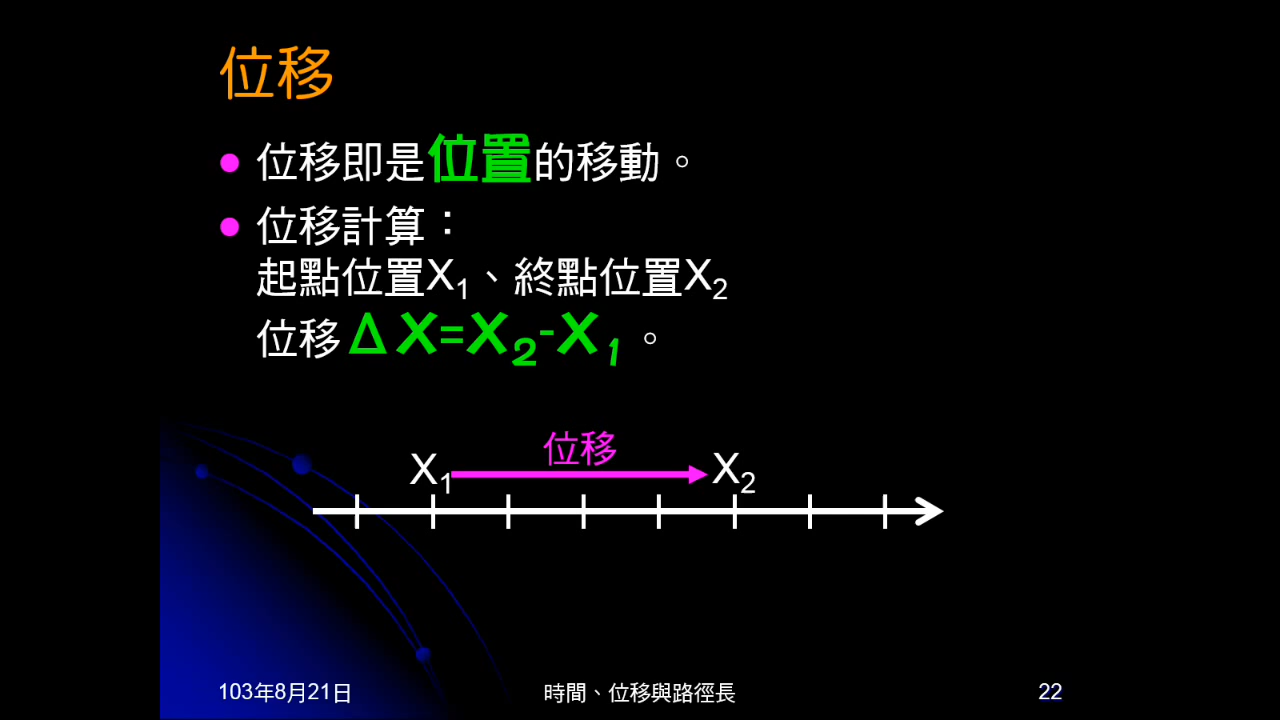 位移
位移即是位置的移動。
位移計算：
起點位置X₁、終點位置X₂
位移ΔX=X₂-X₁。
位移
X₁ X₂
103年8月21日 時間、位移與路徑長 22